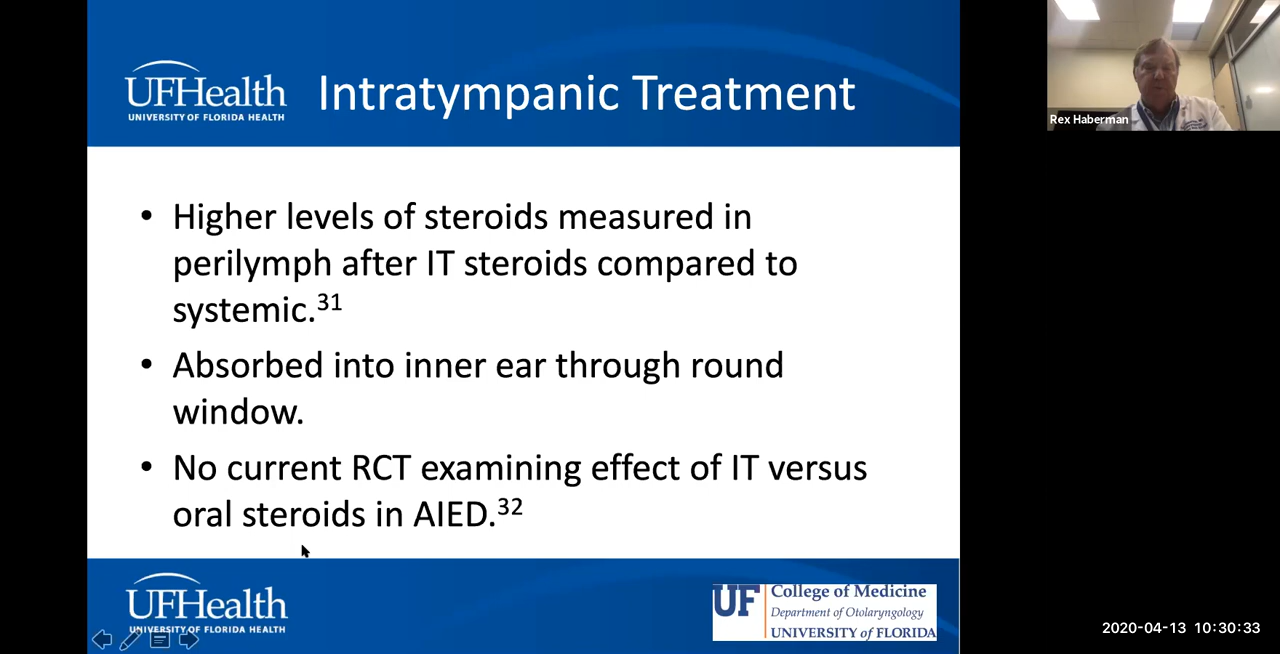 UFHealth
UNIVERSITY OF FLORIDA HEALTH
Intratympanic Treatment
Rex Haberman
• Higher levels of steroids measured in
perilymph after IT steroids compared to
systemic.31
• Absorbed into inner ear through round
window.
• No current RCT examining effect of IT versus
oral steroids in AIED.32
UFHealth
UNIVERSITY OF FLORIDA HEALTH
UF
College of Medicine
Department of Otolaryngology
UNIVERSITY of FLORIDA
2020-04-13 10:30:33